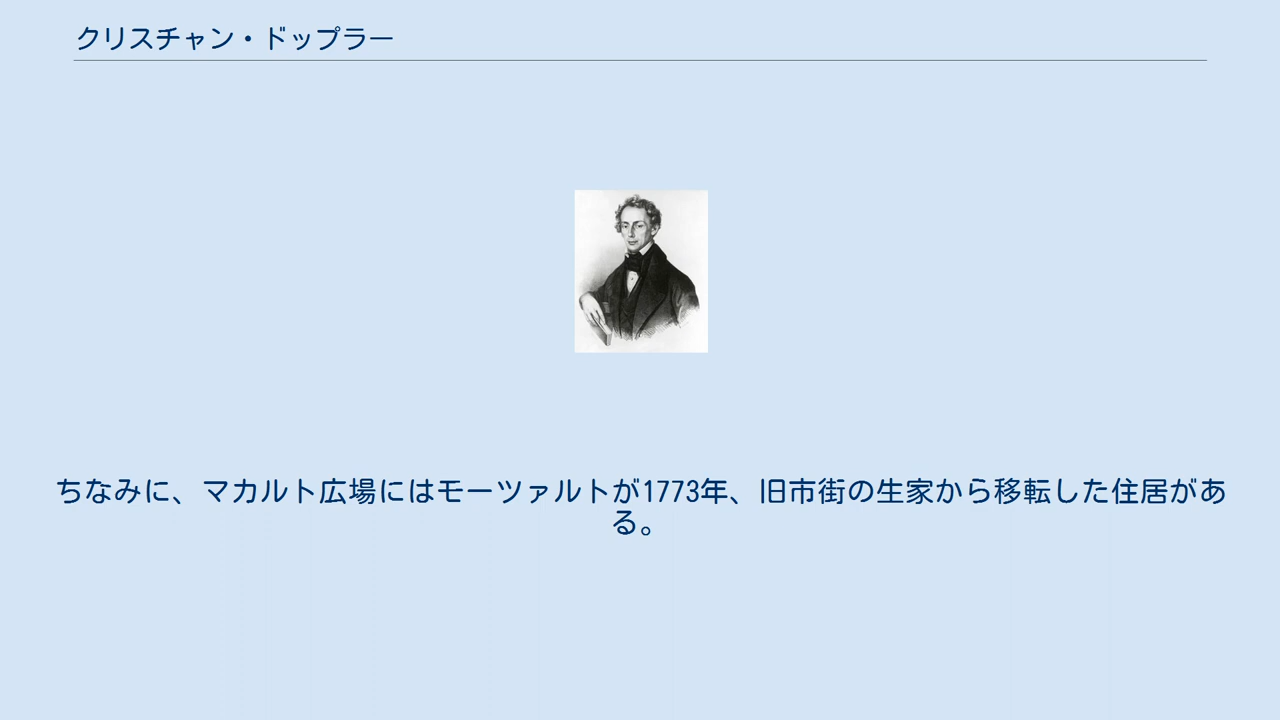 クリスチャン・ドップラー
ちなみに、マカルト広場にはモーツァルトが1773年、旧市街の生家から移転した住居があ
る。